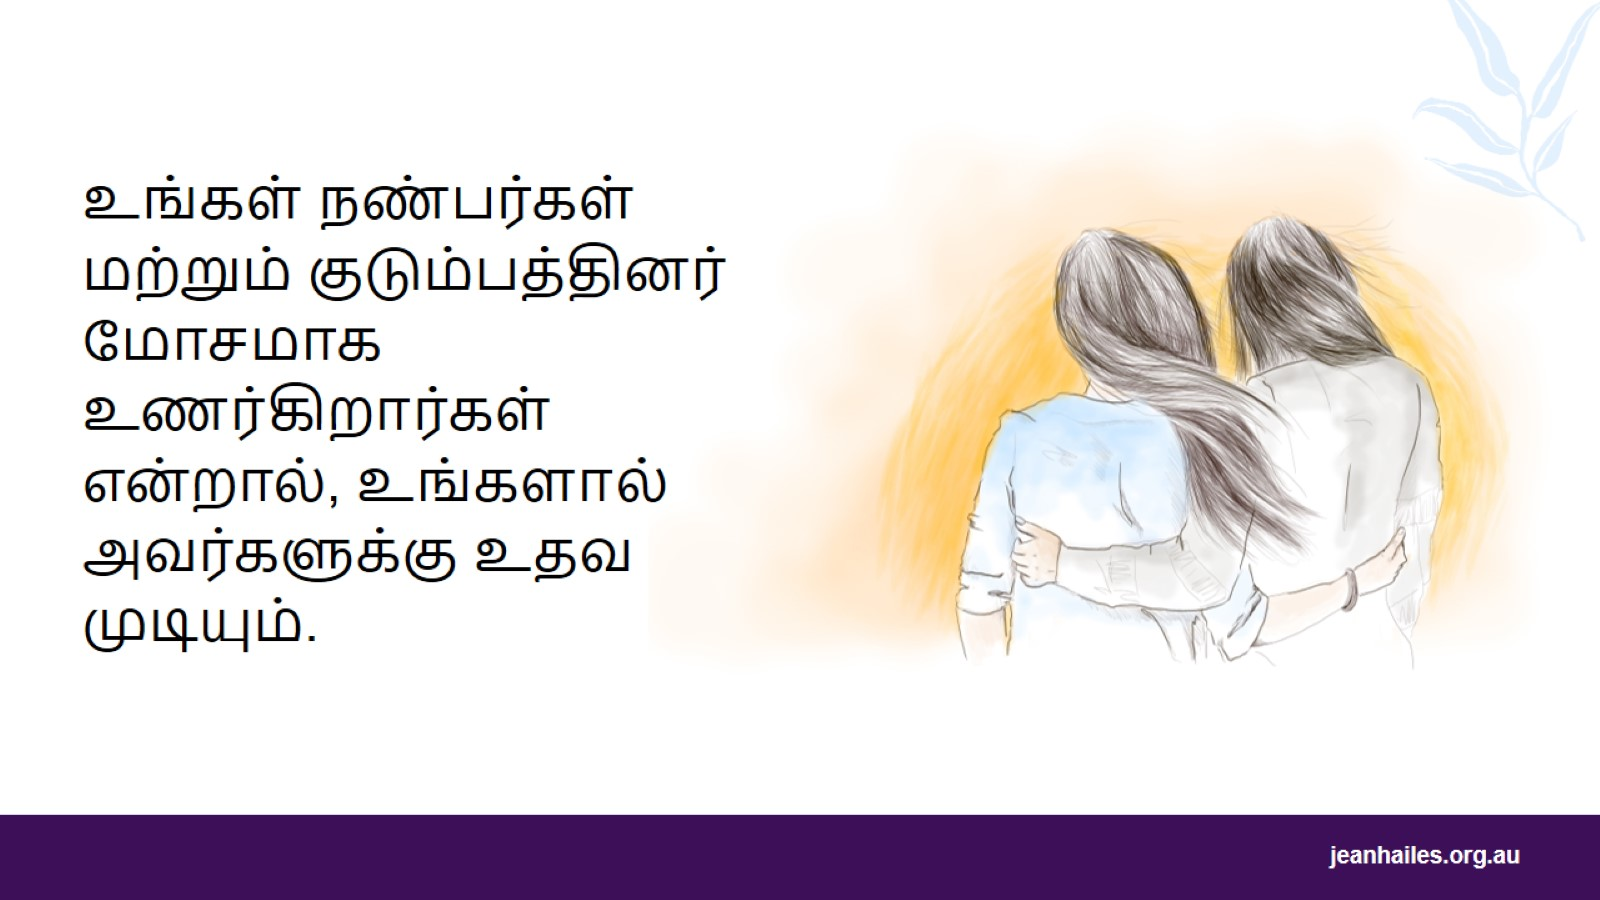 உங்கள் நண்பர்கள்
மற்றும் குடும்பத்தினர்
மோசமாக
உணர்கிறார்கள்
என்றால், உங்களால்
அவர்களுக்கு உதவ
முடியும்.
jeanhailes.org.au